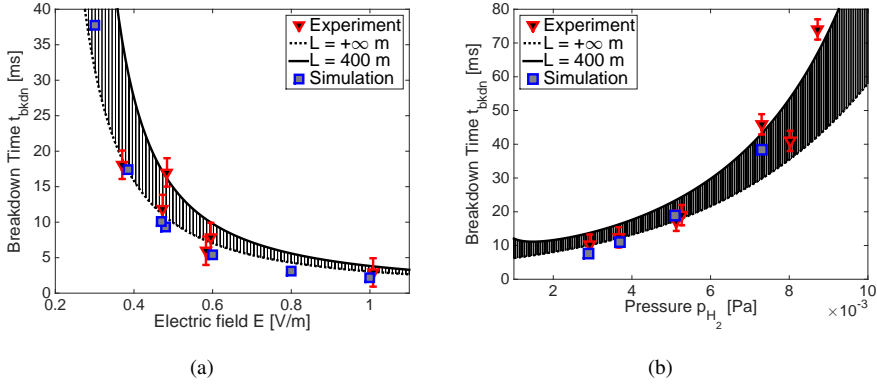 40
35
30
25
20
15
10
5
0
Breakdown Time t_bkdn [ms]
Experiment
L = +∞ m
L = 400 m
Simulation
0.2 0.4 0.6 0.8 1
Electric field E [V/m]
(a)
80
70
60
50
40
30
20
10
0
Breakdown Time t_bkdn [ms]
Experiment
L = +∞ m
L = 400 m
Simulation
2 4 6 8 10
Pressure p_H_2 [Pa]
×10⁻³
(b)